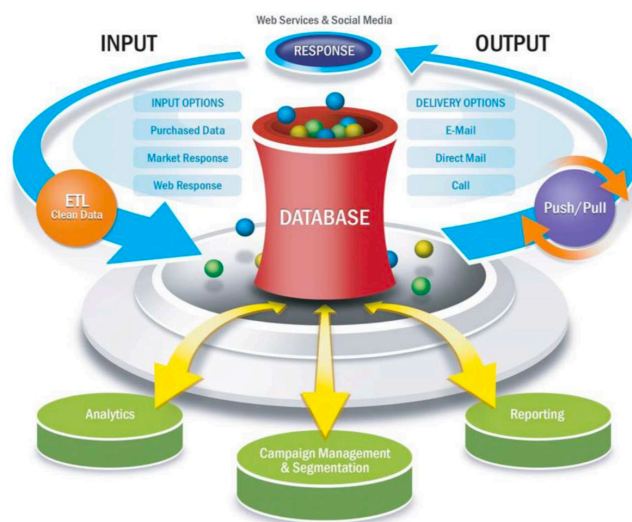 Web Services & Social Media
INPUT
RESPONSE
OUTPUT
INPUT OPTIONS
Purchased Data
Market Response
Web Response
DELIVERY OPTIONS
E-Mail
Direct Mail
Call
ETL
Clean Data
DATABASE
Push/Pull
Analytics
Campaign Management
& Segmentation
Reporting